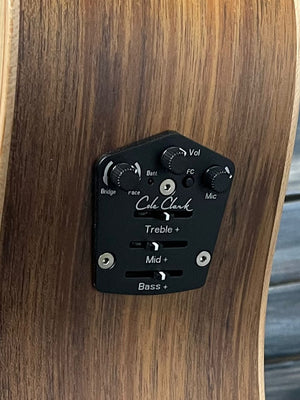 Vol
Batt
FC
Bridge
Face
Mic
Cole Clark
Treble +
Mid +
Bass +